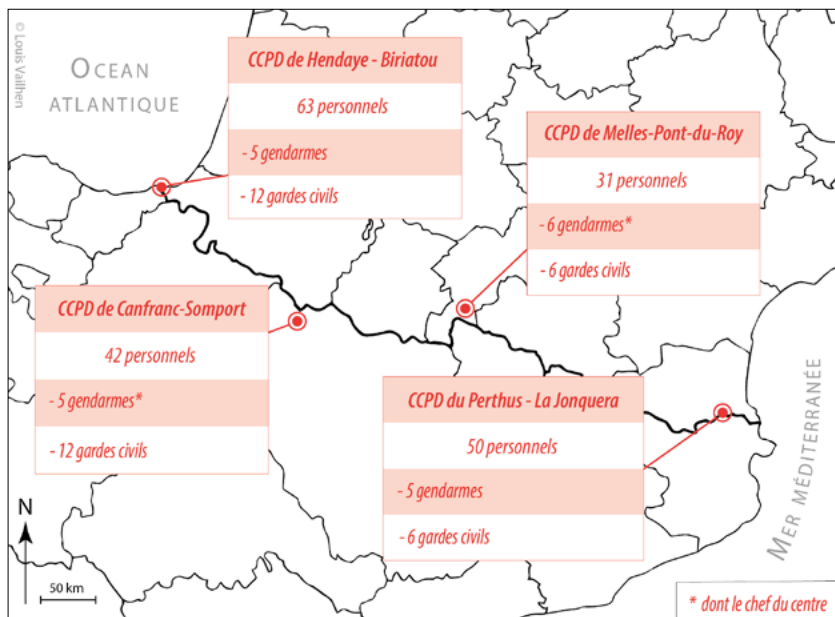 © Louis Vaillhen
OCEAN
ATLANTIQUE
CCPD de Hendaye - Biriatou
63 personnels
- 5 gendarmes
- 12 gardes civils
CCPD de Melles-Pont-du-Roy
31 personnels
- 6 gendarmes*
- 6 gardes civils
CCPD de Canfranc-Somport
42 personnels
- 5 gendarmes*
- 12 gardes civils
CCPD du Perthus - La Jonquera
50 personnels
- 5 gendarmes
- 6 gardes civils
MER MÉDITERRANÉE
N
50 km
* dont le chef du centre